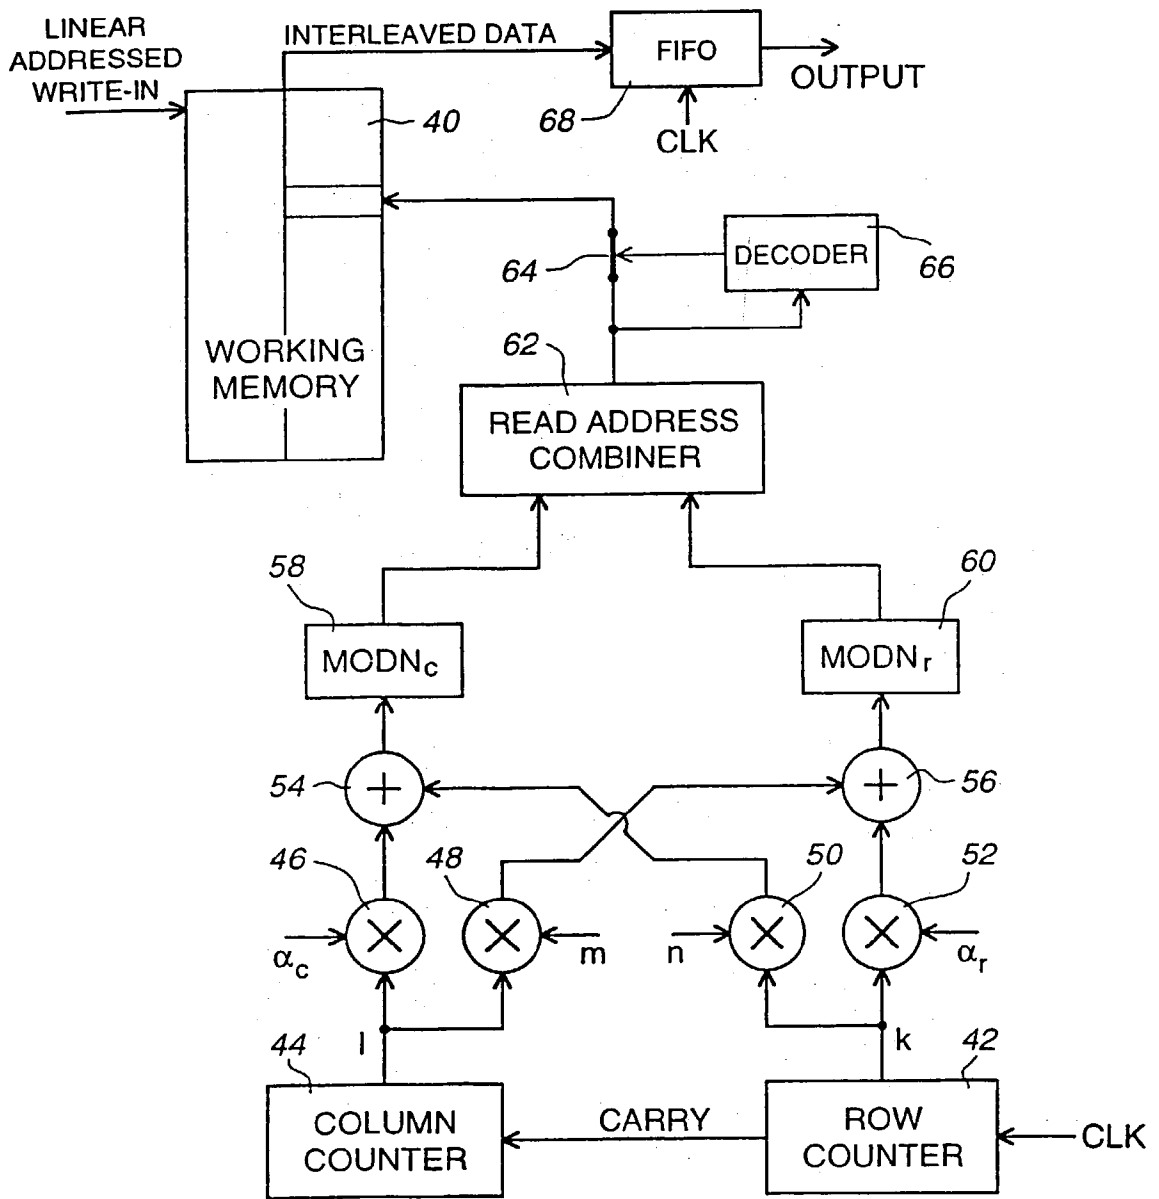 LINEAR
ADDRESSED
WRITE-IN
INTERLEAVED DATA
FIFO
OUTPUT
68
CLK
40
64
DECODER
66
WORKING
MEMORY
62
READ ADDRESS
COMBINER
58
MODNc
60
MODNr
54
+
+
56
46
48
50
52
αc
m
n
αr
44
l
k
42
COLUMN
COUNTER
CARRY
ROW
COUNTER
CLK